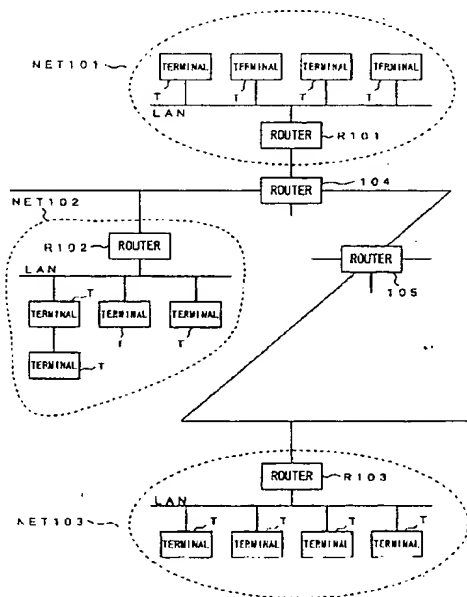 NET101
TERMINAL TERMINAL TERMINAL TERMINAL
T T T T
LAN
ROUTER R101
ROUTER 104
NET102
R102 ROUTER
ROUTER
105
LAN
T
TERMINAL TERMINAL TERMINAL
T T
TERMINAL T
ROUTER R103
LAN
NET103
T T T T
TERMINAL TERMINAL TERMINAL TERMINAL